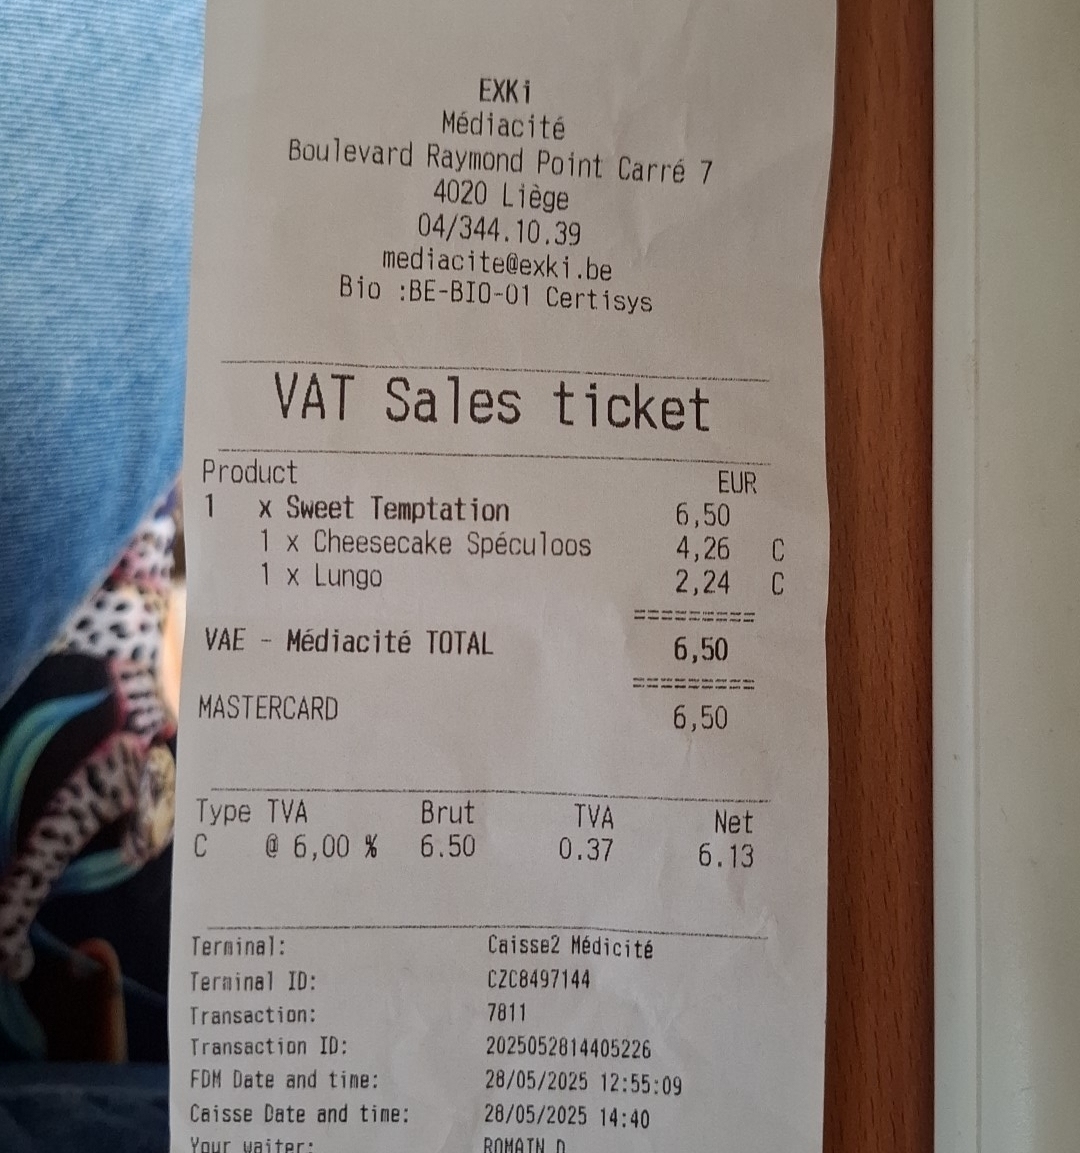 EXKi
Médiacité
Boulevard Raymond Point Carré 7
4020 Liège
04/344.10.39
mediacite@exki.be
Bio :BE-BIO-01 Certisys
VAT Sales ticket
Product EUR
1 x Sweet Temptation 6,50
1 x Cheesecake Spéculoos 4,26 C
1 x Lungo 2,24 C
VAE - Médiacité TOTAL 6,50
MASTERCARD 6,50
Type TVA Brut TVA Net
C @ 6,00 % 6.50 0.37 6.13
Terminal: Caisse2 Médicité
Terminal ID: CZC8497144
Transaction: 7811
Transaction ID: 2025052814405226
FDM Date and time: 28/05/2025 12:55:09
Caisse Date and time: 28/05/2025 14:40
Your waiter: ROMAIN D